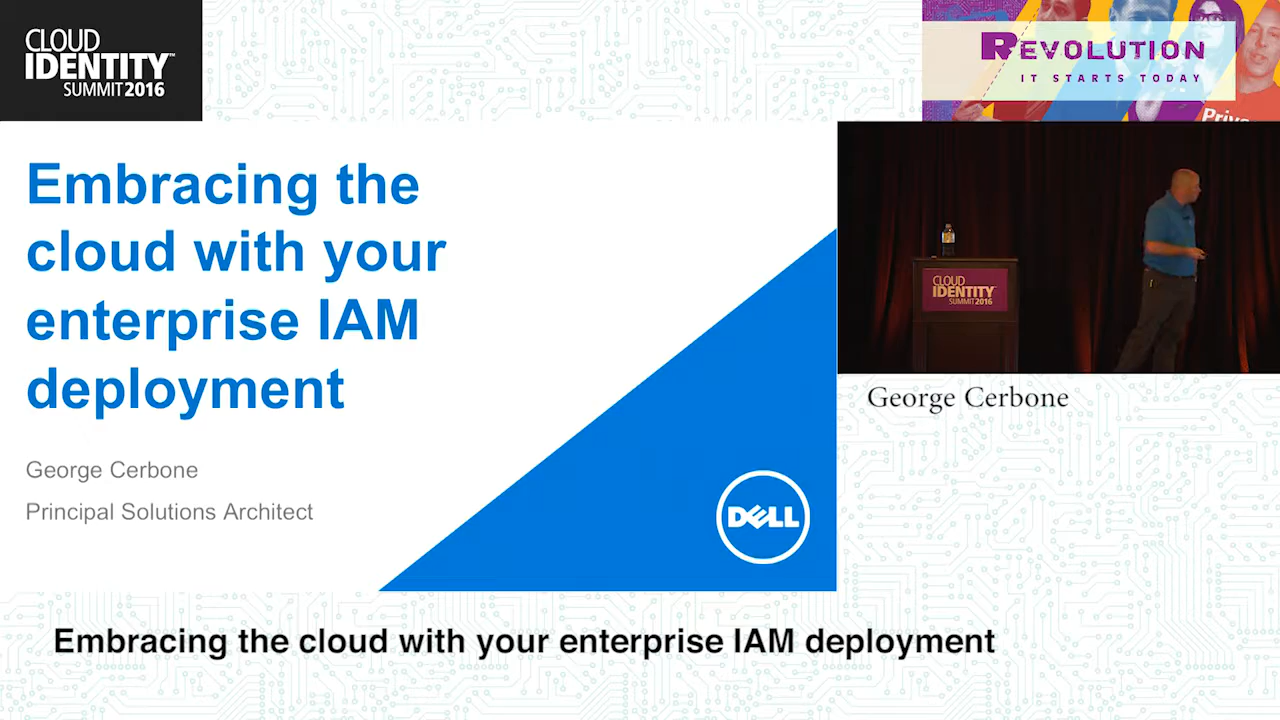 CLOUD
IDENTITY™
SUMMIT 2016
REVOLUTION
IT STARTS TODAY
Embracing the
cloud with your
enterprise IAM
deployment
George Cerbone
Principal Solutions Architect
DELL
CLOUD
IDENTITY
SUMMIT 2016
George Cerbone
Embracing the cloud with your enterprise IAM deployment